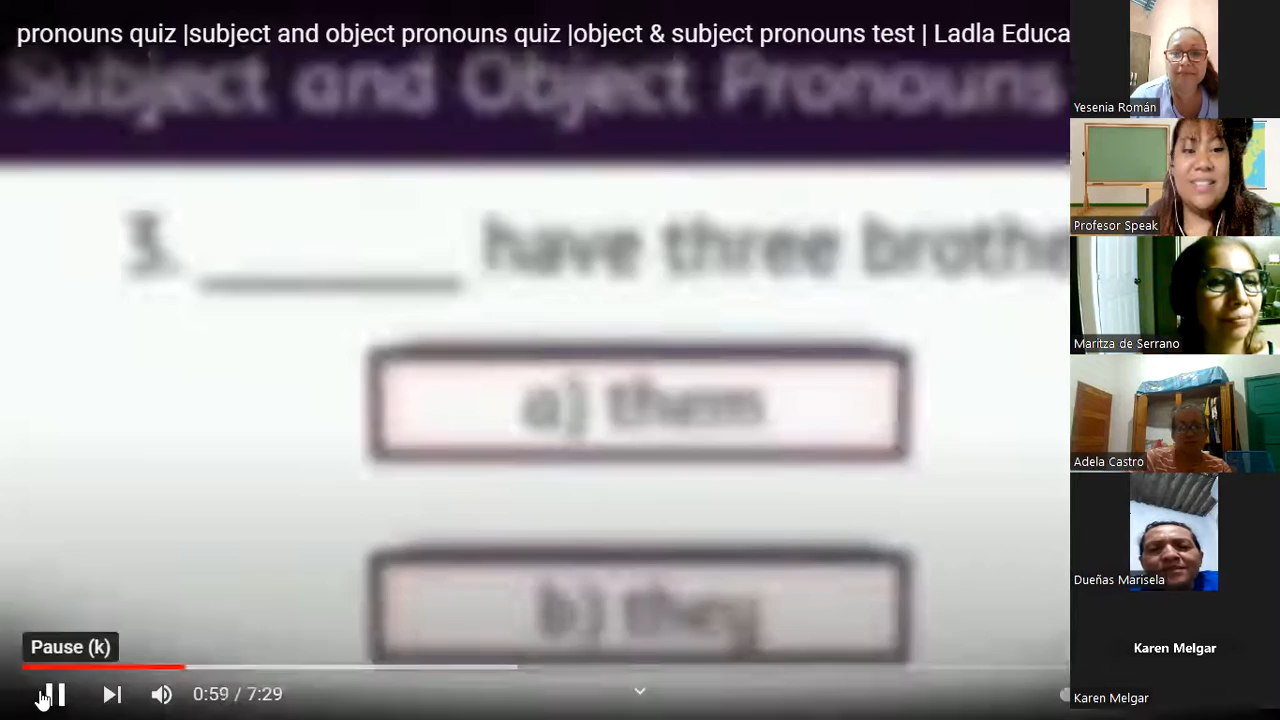 pronouns quiz |subject and object pronouns quiz |object & subject pronouns test | Ladla Educa
Subject and Object Pronouns
3. ________ have three brothe
a) them
b) they
Pause (k)
0:59 / 7:29
Yesenia Román
Profesor Speak
Maritza de Serrano
Adela Castro
Dueñas Marisela
Karen Melgar
Karen Melgar